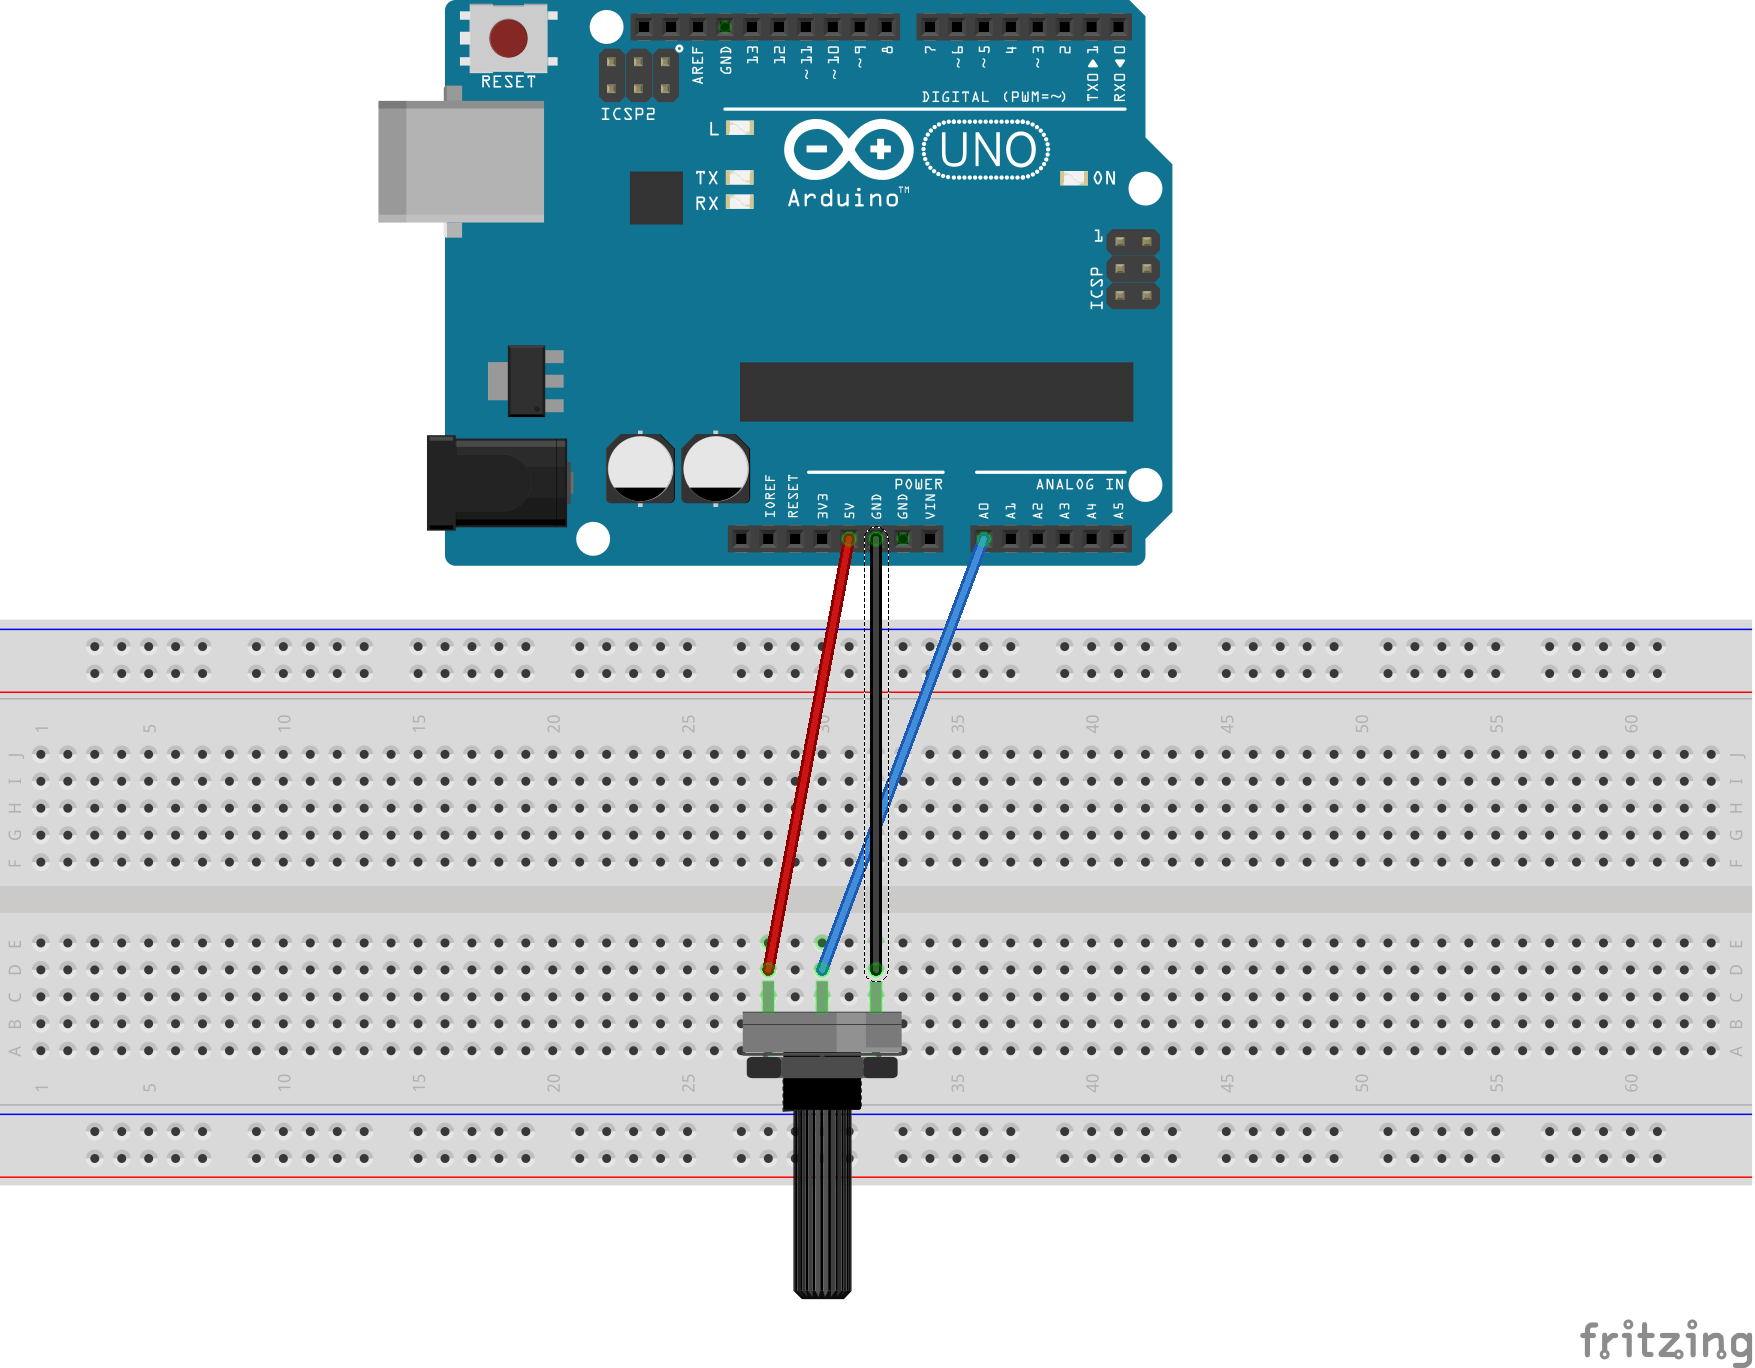 RESET
ICSP2
AREF
GND
13
12
~11
~10
~9
8
7
~6
~5
4
~3
2
TX0▶1
RX0◀0
DIGITAL (PWM=~)
L
TX
RX
Arduino™
UNO
ON
1
ICSP
POWER
ANALOG IN
IOREF
RESET
3V3
5V
GND
GND
VIN
A0
A1
A2
A3
A4
A5
1 5 10 15 20 25 30 35 40 45 50 55 60
J J
I I
H H
G G
F F
E E
D D
C C
B B
A A
1 5 10 15 20 25 35 40 45 50 55 60
fritzing